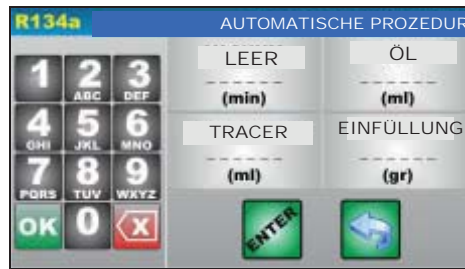 R134a AUTOMATISCHE PROZEDUR
LEER ÖL
(min) (ml)
TRACER EINFÜLLUNG
(ml) (gr)
1 2 ABC 3 DEF
4 GHI 5 JKL 6 MNO
7 PQRS 8 TUV 9 WXYZ
OK 0 X
ENTER